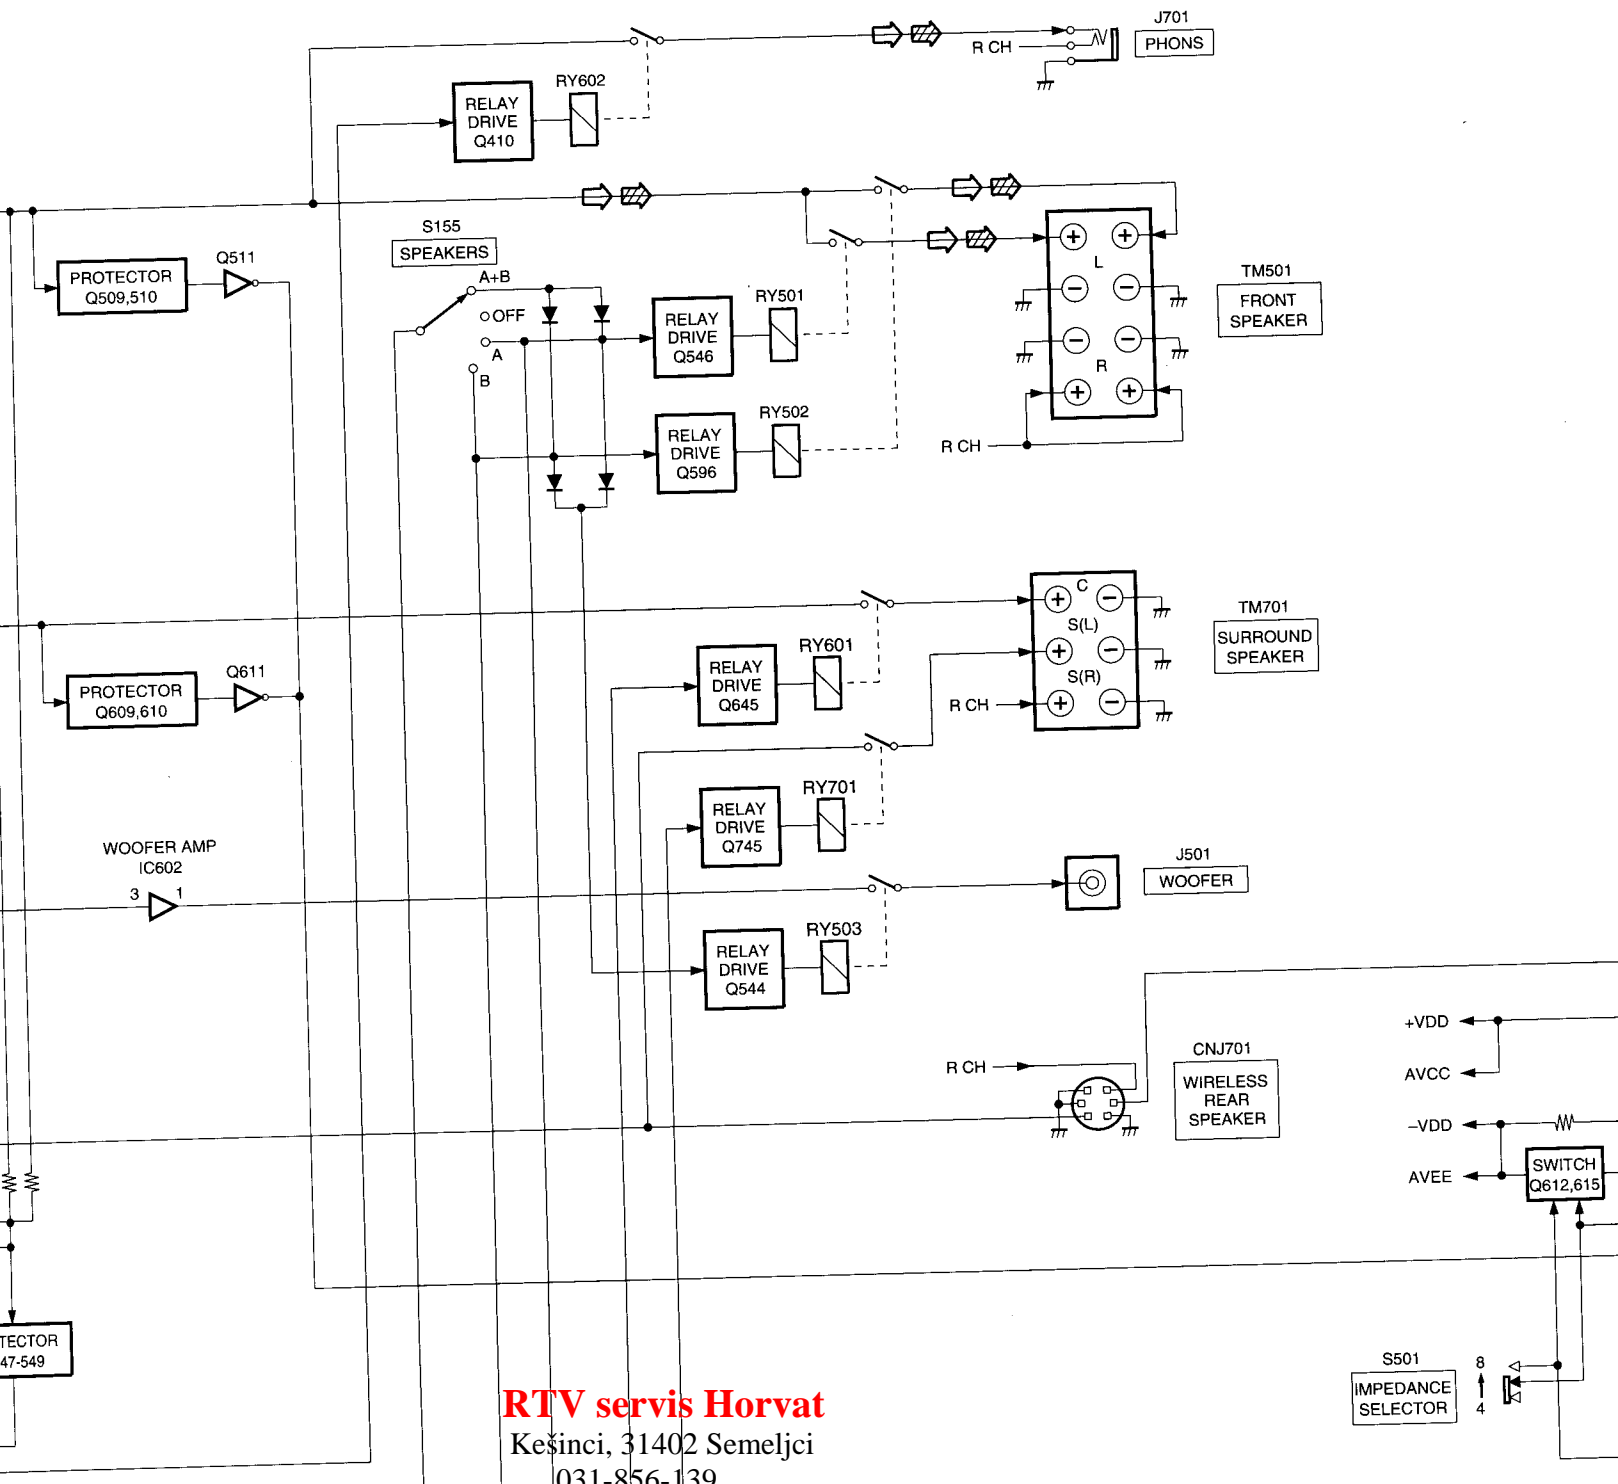 J701
PHONS
R CH
RY602
RELAY
DRIVE
Q410
S155
SPEAKERS
A+B
OFF
A
B
Q511
PROTECTOR
Q509,510
RY501
RELAY
DRIVE
Q546
RY502
RELAY
DRIVE
Q596
L
R
R CH
TM501
FRONT
SPEAKER
C
S(L)
S(R)
R CH
TM701
SURROUND
SPEAKER
Q611
PROTECTOR
Q609,610
RY601
RELAY
DRIVE
Q645
RY701
RELAY
DRIVE
Q745
WOOFER AMP
IC602
3
1
J501
WOOFER
RY503
RELAY
DRIVE
Q544
R CH
CNJ701
WIRELESS
REAR
SPEAKER
+VDD
AVCC
−VDD
AVEE
SWITCH
Q612,615
TECTOR
47-549
S501
IMPEDANCE
SELECTOR
8
4
RTV servis Horvat
Kešinci, 31402 Semeljci
031-856-139